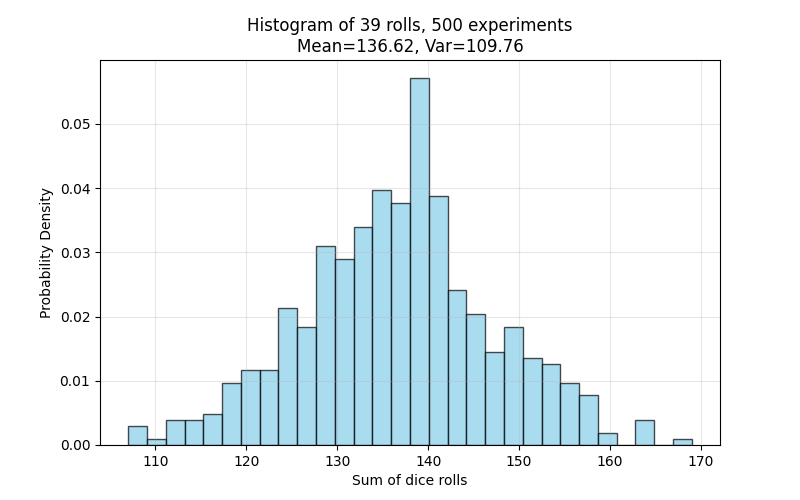 Histogram of 39 rolls, 500 experiments
Mean=136.62, Var=109.76
Probability Density
0.05
0.04
0.03
0.02
0.01
0.00
110 120 130 140 150 160 170
Sum of dice rolls